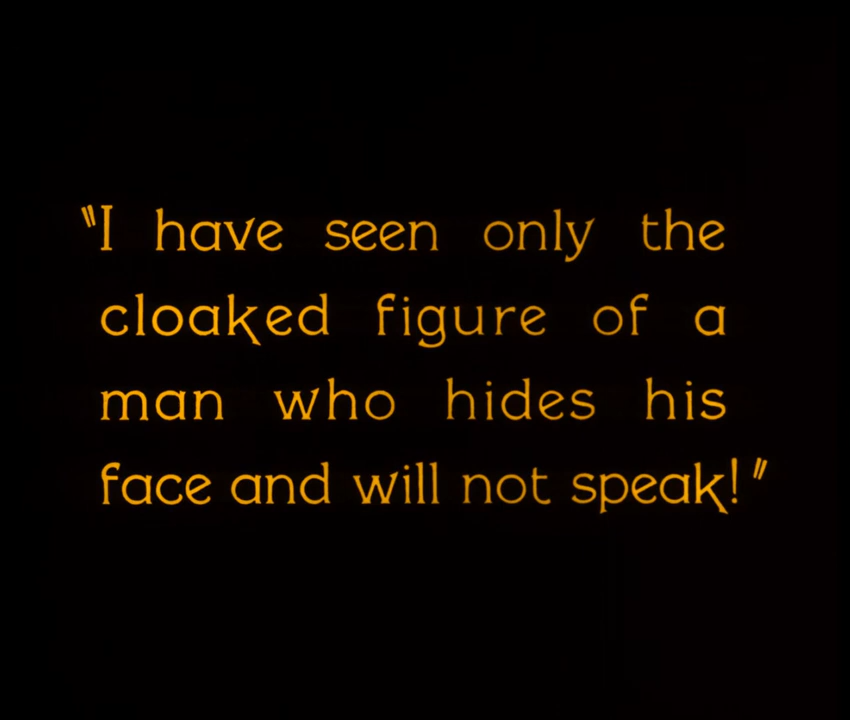 "I have seen only the
cloaked figure of a
man who hides his
face and will not speak!"